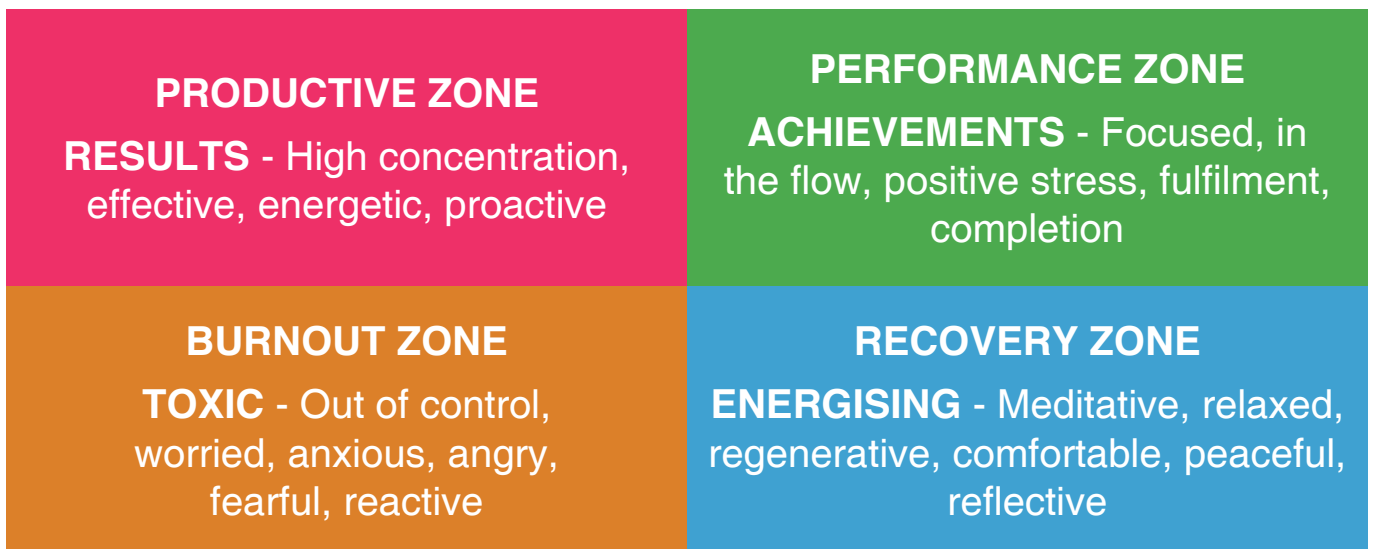 PRODUCTIVE ZONE
RESULTS - High concentration,
effective, energetic, proactive
PERFORMANCE ZONE
ACHIEVEMENTS - Focused, in
the flow, positive stress, fulfilment,
completion
BURNOUT ZONE
TOXIC - Out of control,
worried, anxious, angry,
fearful, reactive
RECOVERY ZONE
ENERGISING - Meditative, relaxed,
regenerative, comfortable, peaceful,
reflective